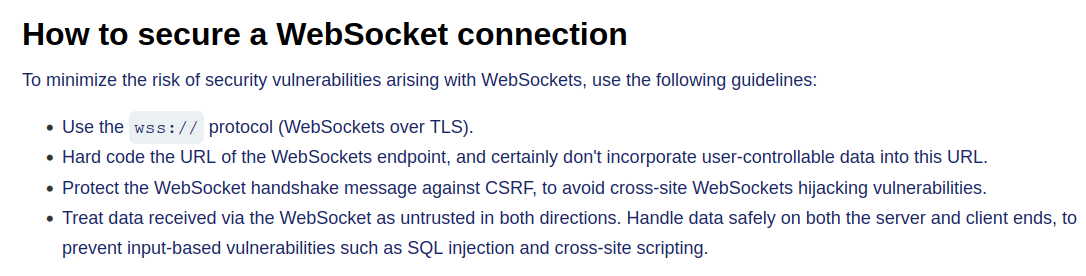 How to secure a WebSocket connection
To minimize the risk of security vulnerabilities arising with WebSockets, use the following guidelines:
• Use the wss:// protocol (WebSockets over TLS).
• Hard code the URL of the WebSockets endpoint, and certainly don't incorporate user-controllable data into this URL.
• Protect the WebSocket handshake message against CSRF, to avoid cross-site WebSockets hijacking vulnerabilities.
• Treat data received via the WebSocket as untrusted in both directions. Handle data safely on both the server and client ends, to
prevent input-based vulnerabilities such as SQL injection and cross-site scripting.